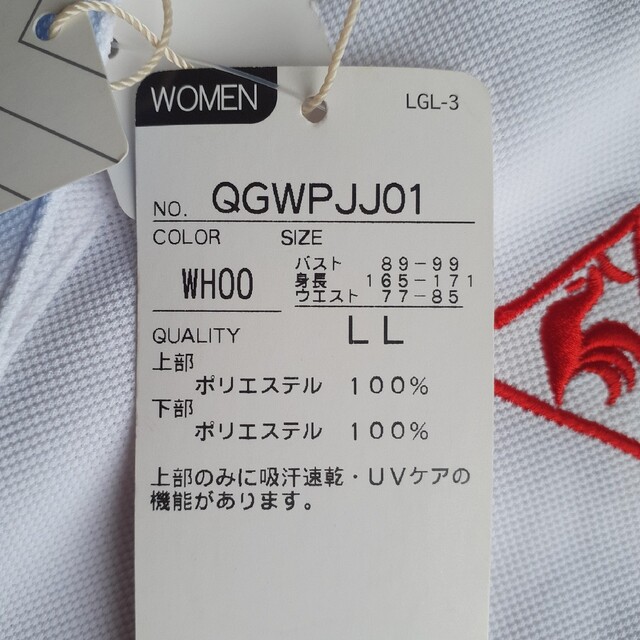 WOMEN
LGL-3
NO. QGWPJJ01
COLOR SIZE
WH00
バスト 89-99
身長 165-171
ウエスト 77-85
QUALITY LL
上部
ポリエステル 100%
下部
ポリエステル 100%
上部のみに吸汗速乾・UVケアの
機能があります。